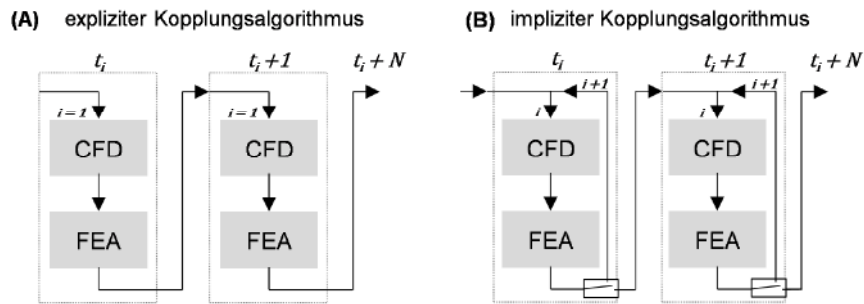 (A) expliziter Kopplungsalgorithmus
t_i
t_i+1
t_i+N
i=1
i=1
CFD
CFD
FEA
FEA
(B) impliziter Kopplungsalgorithmus
t_i
t_i+1
t_i+N
i+1
i+1
i
i
CFD
CFD
FEA
FEA